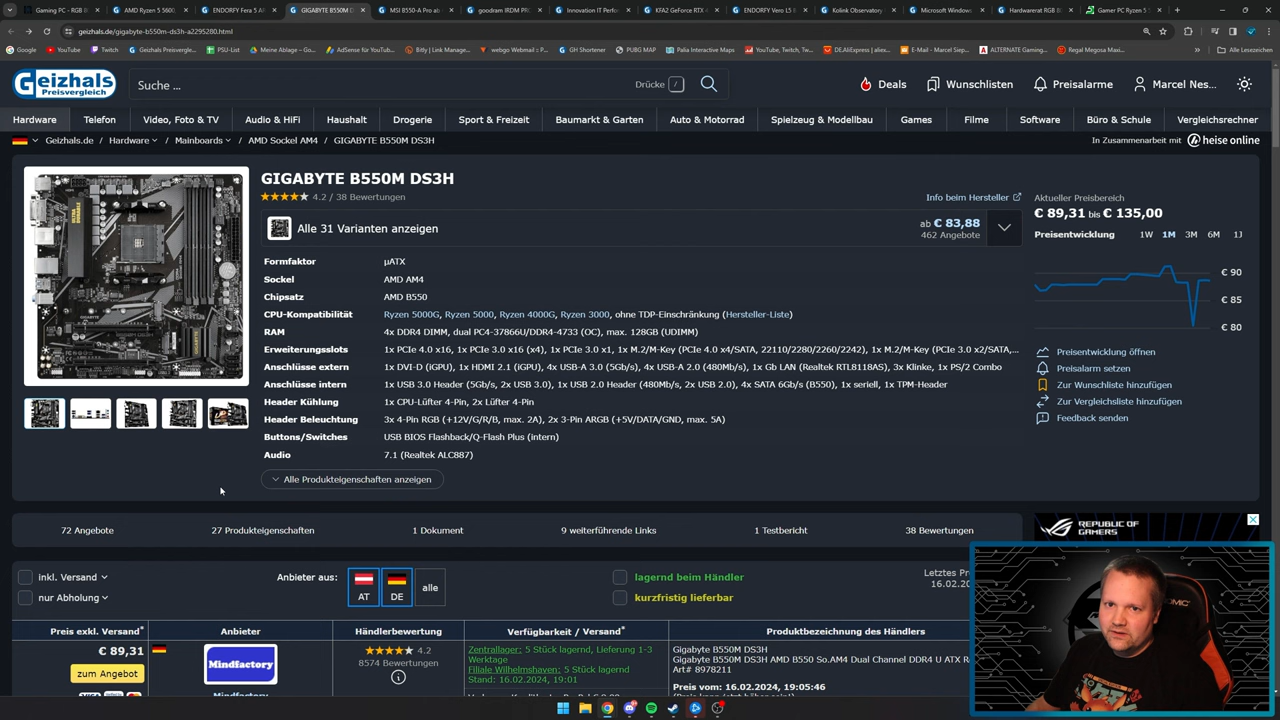 Gaming PC - RGB
AMD Ryzen 5 5600
ENDORFY Fera 5 A
GIGABYTE B550M D
MSI B550-A Pro ab
goodram IRDM PR
Innovation IT Perfo
KFA2 GeForce RTX
ENDORFY Vero L5
Kolink Observatory
Microsoft Window
Hardwarerat RGB B
Gamer PC Ryzen 5
geizhals.de/gigabyte-b550m-ds3h-a2295280.html
Google
YouTube
Twitch
Geizhals Preisvergle...
PSU-List
Meine Ablage – Go...
AdSense for YouTub...
Bitly | Link Manage...
webgo Webmail – P...
GH Shortener
PUBG MAP
Palia Interactive Maps
YouTube, Twitch, Tw...
DE.AliExpress | alies...
E-Mail – Marcel Siep...
ALTERNATE Gaming...
Regal Megosa Maxi...
Alle Lesezeichen
Geizhals
Preisvergleich
Suche ...
Drücke /
Deals
Wunschlisten
Preisalarme
Marcel Nes...
Hardware
Telefon
Video, Foto & TV
Audio & HiFi
Haushalt
Drogerie
Sport & Freizeit
Baumarkt & Garten
Auto & Motorrad
Spielzeug & Modellbau
Games
Filme
Software
Büro & Schule
Vergleichsrechner
Geizhals.de / Hardware / Mainboards / AMD Sockel AM4 / GIGABYTE B550M DS3H
In Zusammenarbeit mit heise online
GIGABYTE B550M DS3H
4.2 / 38 Bewertungen
Info beim Hersteller
Alle 31 Varianten anzeigen
ab € 83,88
462 Angebote
Formfaktor µATX
Sockel AMD AM4
Chipsatz AMD B550
CPU-Kompatibilität Ryzen 5000G, Ryzen 5000, Ryzen 4000G, Ryzen 3000, ohne TDP-Einschränkung (Hersteller-Liste)
RAM 4x DDR4 DIMM, dual PC4-37866U/DDR4-4733 (OC), max. 128GB (UDIMM)
Erweiterungsslots 1x PCIe 4.0 x16, 1x PCIe 3.0 x16 (x4), 1x PCIe 3.0 x1, 1x M.2/M-Key (PCIe 4.0 x4/SATA, 22110/2280/2260/2242), 1x M.2/M-Key (PCIe 3.0 x2/SATA,...
Anschlüsse extern 1x DVI-D (iGPU), 1x HDMI 2.1 (iGPU), 4x USB-A 3.0 (5Gb/s), 4x USB-A 2.0 (480Mb/s), 1x Gb LAN (Realtek RTL8118AS), 3x Klinke, 1x PS/2 Combo
Anschlüsse intern 1x USB 3.0 Header (5Gb/s, 2x USB 3.0), 1x USB 2.0 Header (480Mb/s, 2x USB 2.0), 4x SATA 6Gb/s (B550), 1x seriell, 1x TPM-Header
Header Kühlung 1x CPU-Lüfter 4-Pin, 2x Lüfter 4-Pin
Header Beleuchtung 3x 4-Pin RGB (+12V/G/R/B, max. 2A), 2x 3-Pin ARGB (+5V/DATA/GND, max. 5A)
Buttons/Switches USB BIOS Flashback/Q-Flash Plus (intern)
Audio 7.1 (Realtek ALC887)
Alle Produkteigenschaften anzeigen
Aktueller Preisbereich
€ 89,31 bis € 135,00
Preisentwicklung 1W 1M 3M 6M 1J
€ 90
€ 85
€ 80
Preisentwicklung öffnen
Preisalarm setzen
Zur Wunschliste hinzufügen
Zur Vergleichsliste hinzufügen
Feedback senden
72 Angebote
27 Produkteigenschaften
1 Dokument
9 weiterführende Links
1 Testbericht
38 Bewertungen
REPUBLIC OF
GAMERS
inkl. Versand
nur Abholung
Anbieter aus:
AT
DE
alle
lagernd beim Händler
kurzfristig lieferbar
Letztes Pr
16.02.20
Preis exkl. Versand*
Anbieter
Händlerbewertung
Verfügbarkeit / Versand*
Produktbezeichnung des Händlers
€ 89,31
zum Angebot
Mindfactory
Mindfactory
4.2
8574 Bewertungen
Zentrallager: 5 Stück lagernd, Lieferung 1-3
Werktage
Filiale Wilhelmshaven: 5 Stück lagernd
Stand: 16.02.2024, 19:01
Gigabyte B550M DS3H
Gigabyte B550M DS3H AMD B550 So.AM4 Dual Channel DDR4 U ATX R
Art# 8978211
Preis vom: 16.02.2024, 19:05:46